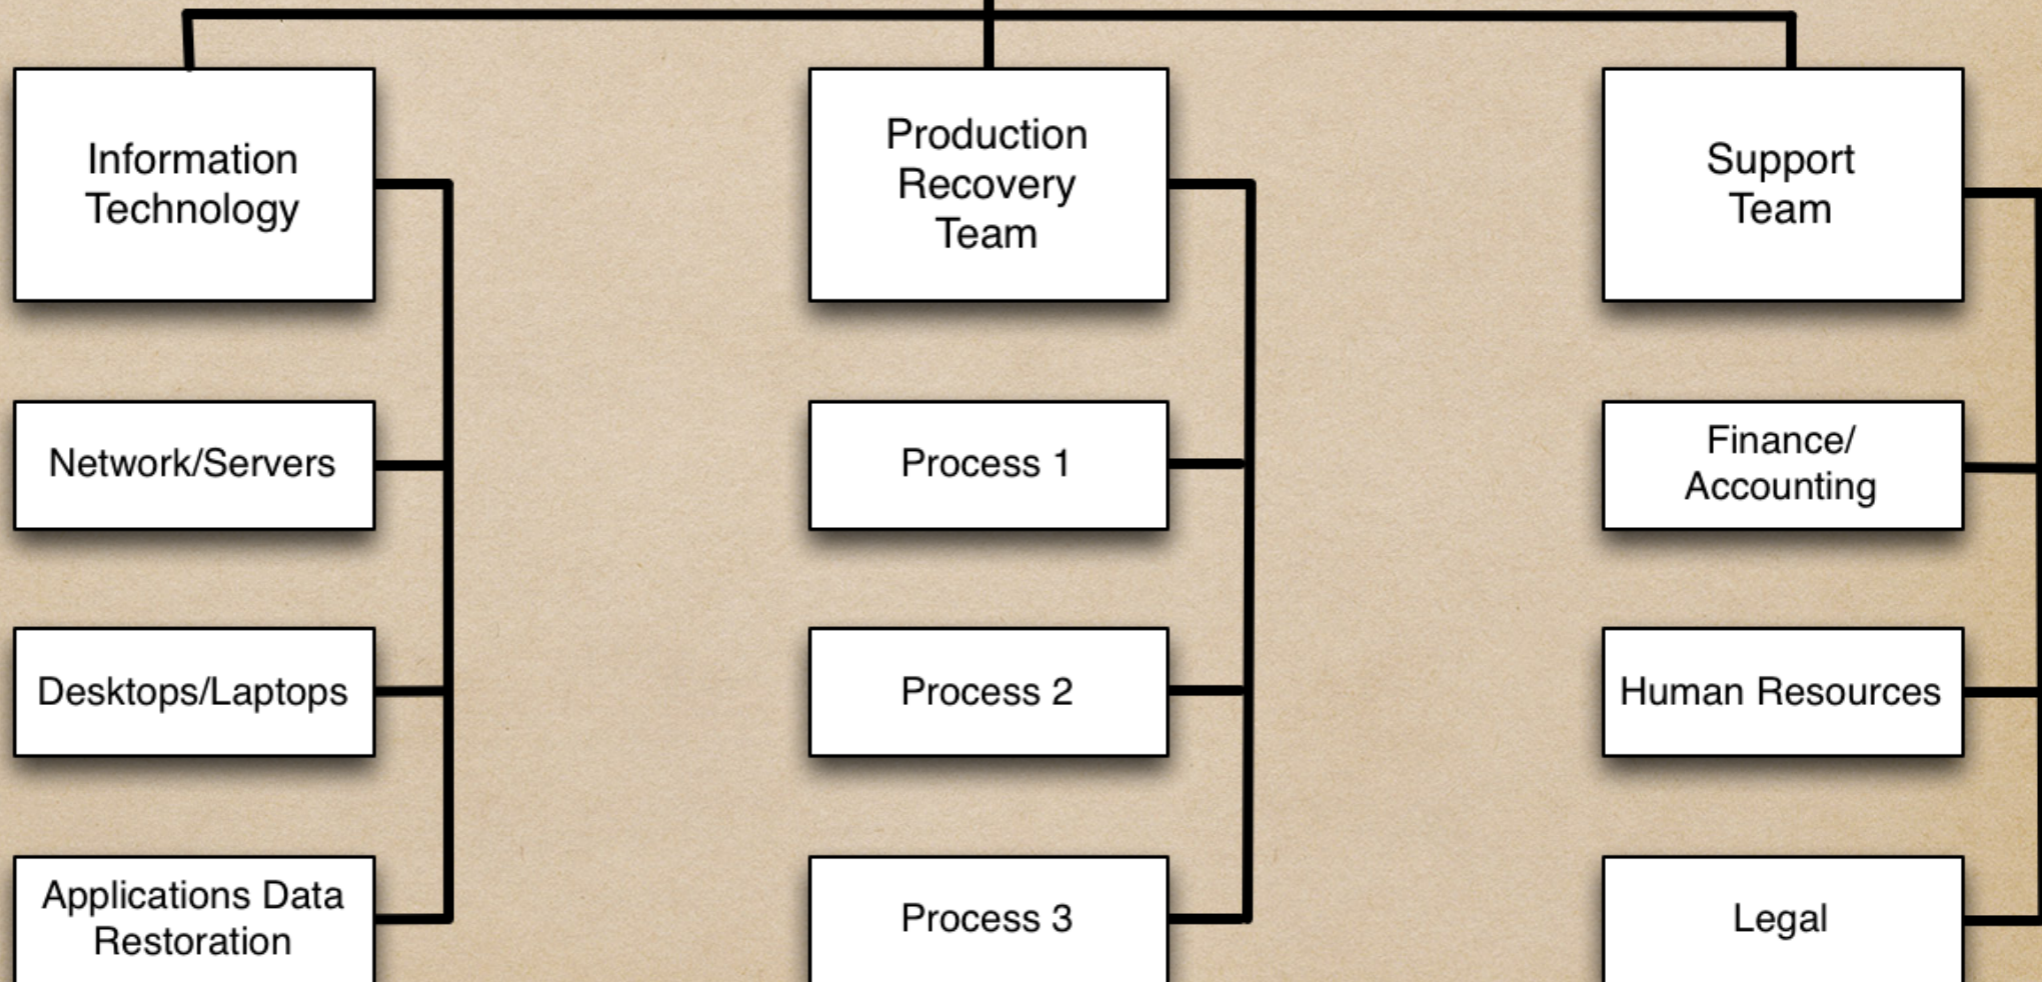 Information
Technology
Production
Recovery
Team
Support
Team
Network/Servers
Process 1
Finance/
Accounting
Desktops/Laptops
Process 2
Human Resources
Applications Data
Restoration
Process 3
Legal